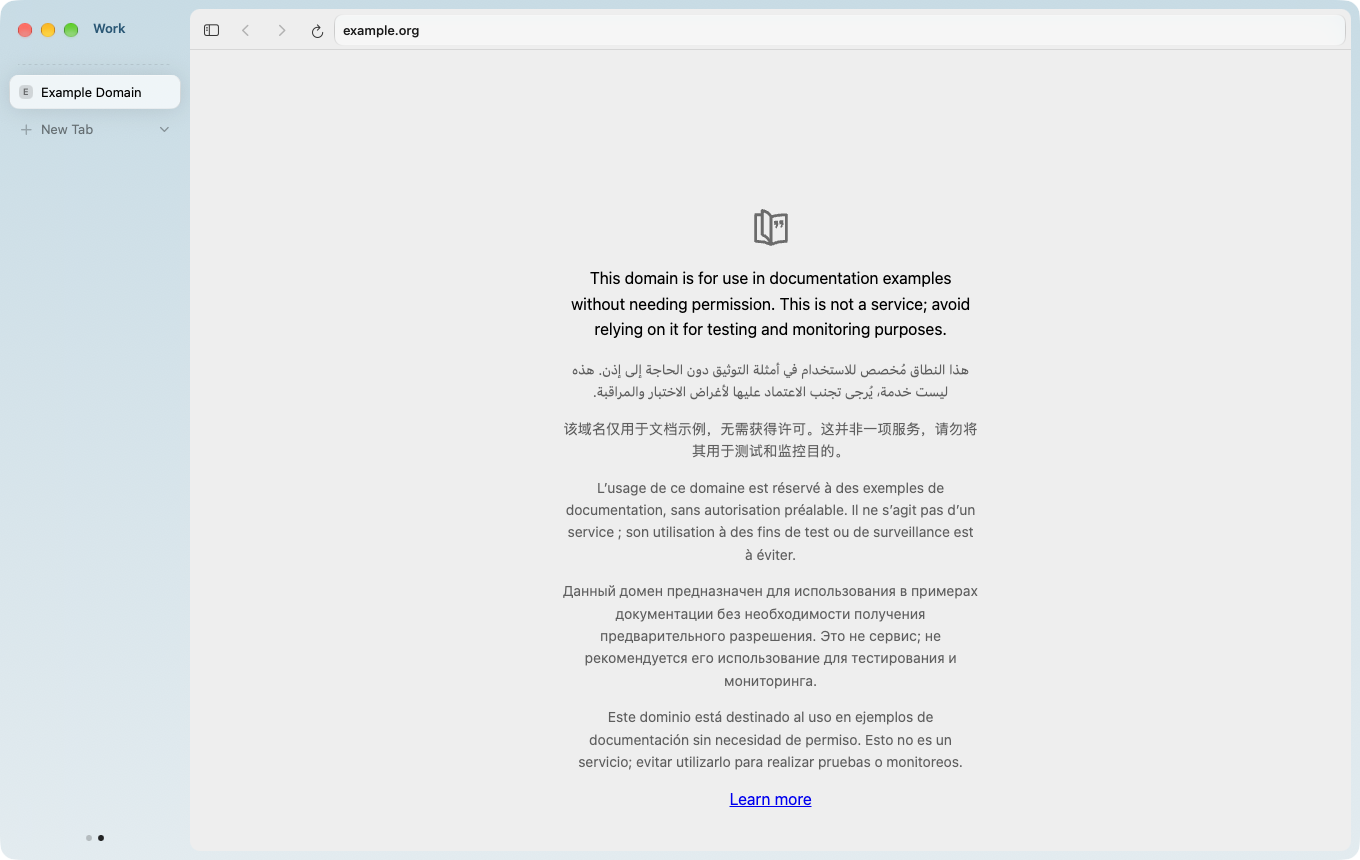 Work
example.org
E Example Domain
New Tab
This domain is for use in documentation examples
without needing permission. This is not a service; avoid
relying on it for testing and monitoring purposes.
هذا النطاق مُخصص للاستخدام في أمثلة التوثيق دون الحاجة إلى إذن. هذه
ليست خدمة، يُرجى تجنب الاعتماد عليها لأغراض الاختبار والمراقبة.
该域名仅用于文档示例，无需获得许可。这并非一项服务，请勿将
其用于测试和监控目的。
L’usage de ce domaine est réservé à des exemples de
documentation, sans autorisation préalable. Il ne s’agit pas d’un
service ; son utilisation à des fins de test ou de surveillance est
à éviter.
Данный домен предназначен для использования в примерах
документации без необходимости получения
предварительного разрешения. Это не сервис; не
рекомендуется его использование для тестирования и
мониторинга.
Este dominio está destinado al uso en ejemplos de
documentación sin necesidad de permiso. Esto no es un
servicio; evitar utilizarlo para realizar pruebas o monitoreos.
Learn more